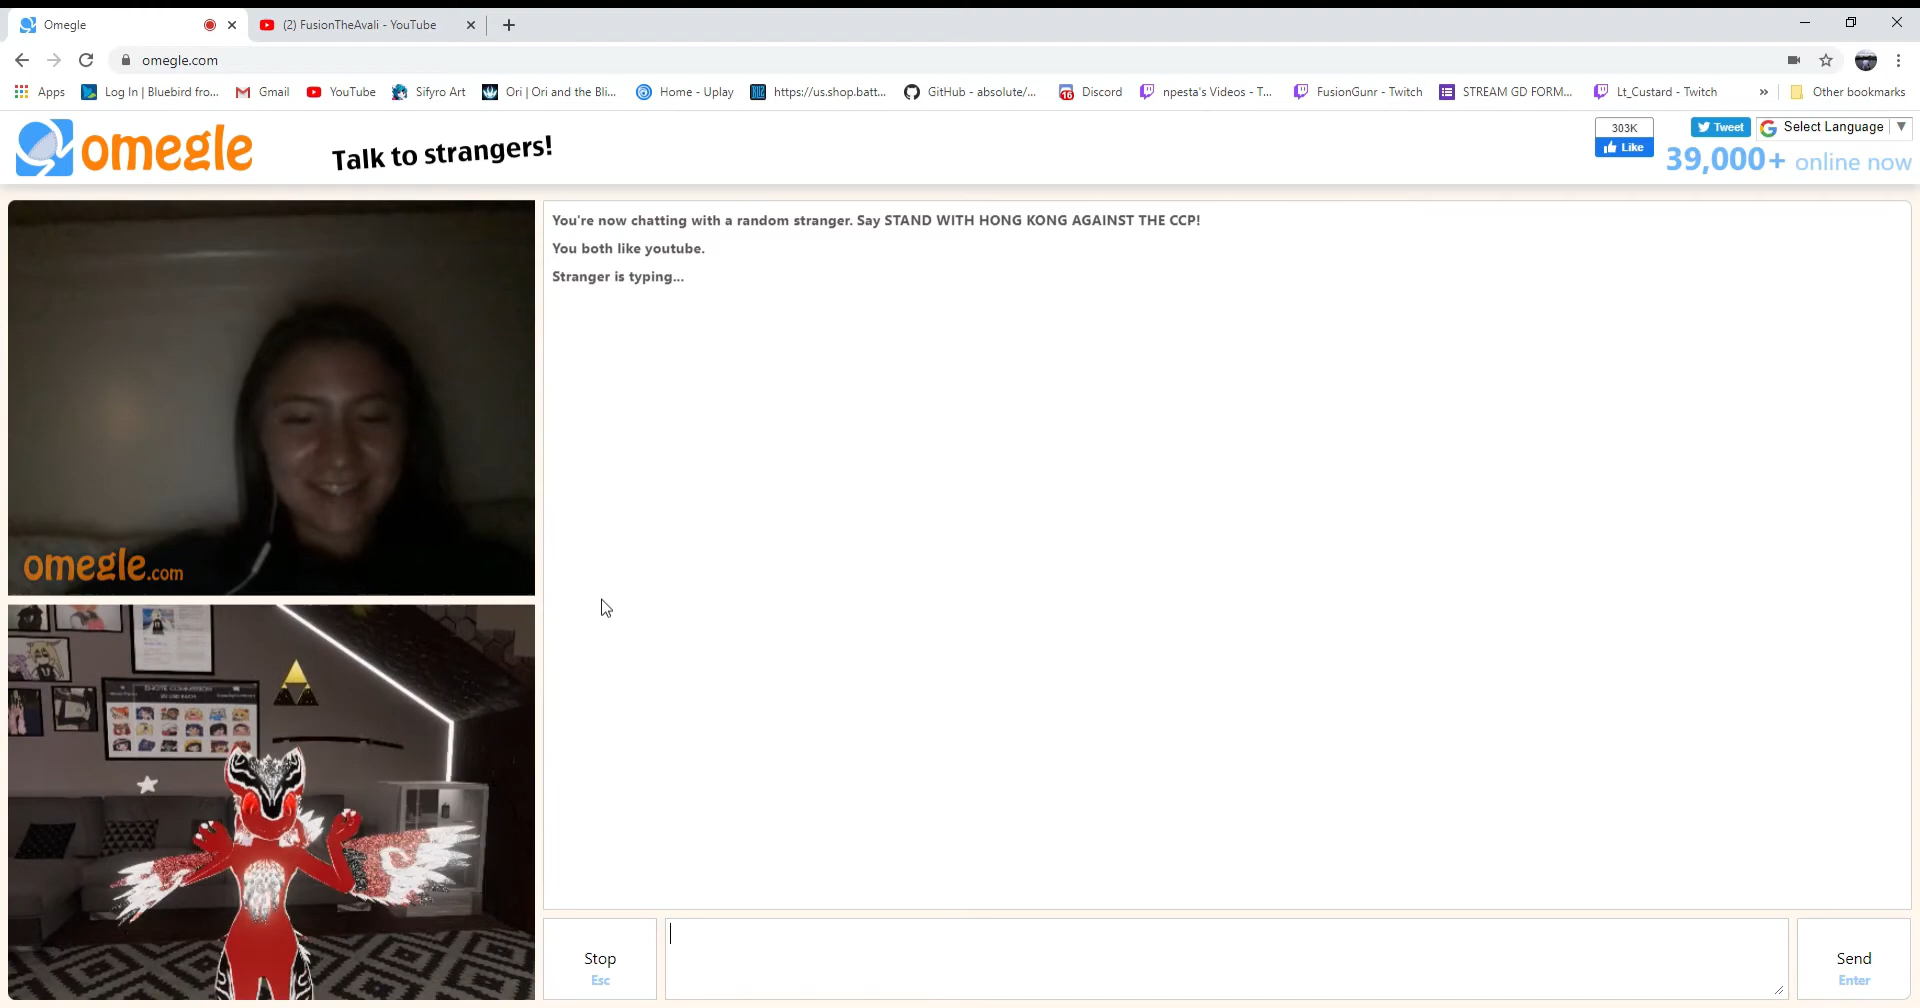 Omegle
(2) FusionTheAvali - YouTube
omegle.com
Apps
Log In | Bluebird fro...
Gmail
YouTube
Sifyro Art
Ori | Ori and the Bli...
Home - Uplay
https://us.shop.batt...
GitHub - absolute/...
16
Discord
npesta's Videos - T...
FusionGunr - Twitch
STREAM GD FORM...
Lt_Custard - Twitch
»
Other bookmarks
omegle
Talk to strangers!
303K
Like
Tweet
Select Language
39,000+ online now
You're now chatting with a random stranger. Say STAND WITH HONG KONG AGAINST THE CCP!
You both like youtube.
Stranger is typing...
omegle.com
EMOTE COMMISSION
Stop
Esc
Send
Enter